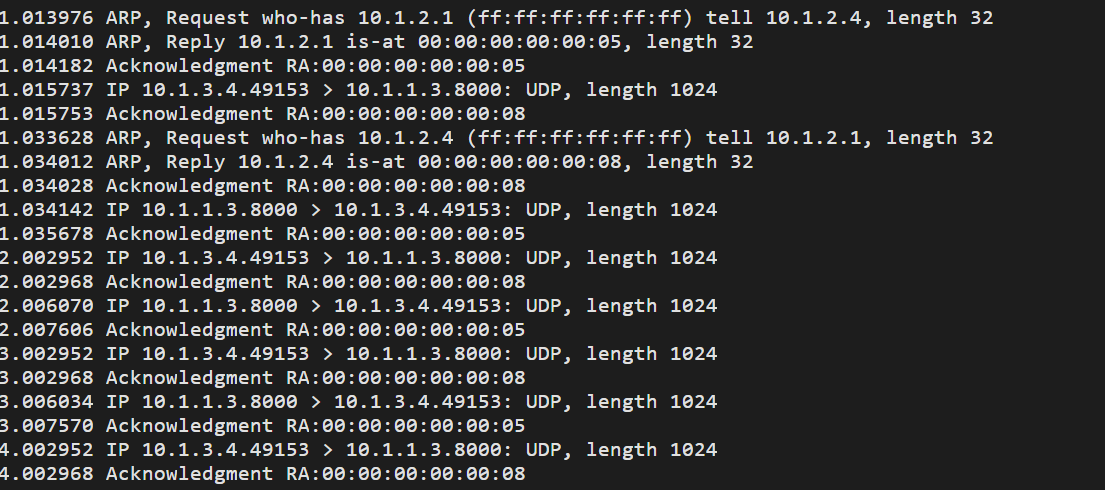 1.013976 ARP, Request who-has 10.1.2.1 (ff:ff:ff:ff:ff:ff) tell 10.1.2.4, length 32
1.014010 ARP, Reply 10.1.2.1 is-at 00:00:00:00:00:05, length 32
1.014182 Acknowledgment RA:00:00:00:00:00:05
1.015737 IP 10.1.3.4.49153 > 10.1.1.3.8000: UDP, length 1024
1.015753 Acknowledgment RA:00:00:00:00:00:08
1.033628 ARP, Request who-has 10.1.2.4 (ff:ff:ff:ff:ff:ff) tell 10.1.2.1, length 32
1.034012 ARP, Reply 10.1.2.4 is-at 00:00:00:00:00:08, length 32
1.034028 Acknowledgment RA:00:00:00:00:00:08
1.034142 IP 10.1.1.3.8000 > 10.1.3.4.49153: UDP, length 1024
1.035678 Acknowledgment RA:00:00:00:00:00:05
2.002952 IP 10.1.3.4.49153 > 10.1.1.3.8000: UDP, length 1024
2.002968 Acknowledgment RA:00:00:00:00:00:08
2.006070 IP 10.1.1.3.8000 > 10.1.3.4.49153: UDP, length 1024
2.007606 Acknowledgment RA:00:00:00:00:00:05
3.002952 IP 10.1.3.4.49153 > 10.1.1.3.8000: UDP, length 1024
3.002968 Acknowledgment RA:00:00:00:00:00:08
3.006034 IP 10.1.1.3.8000 > 10.1.3.4.49153: UDP, length 1024
3.007570 Acknowledgment RA:00:00:00:00:00:05
4.002952 IP 10.1.3.4.49153 > 10.1.1.3.8000: UDP, length 1024
4.002968 Acknowledgment RA:00:00:00:00:00:08